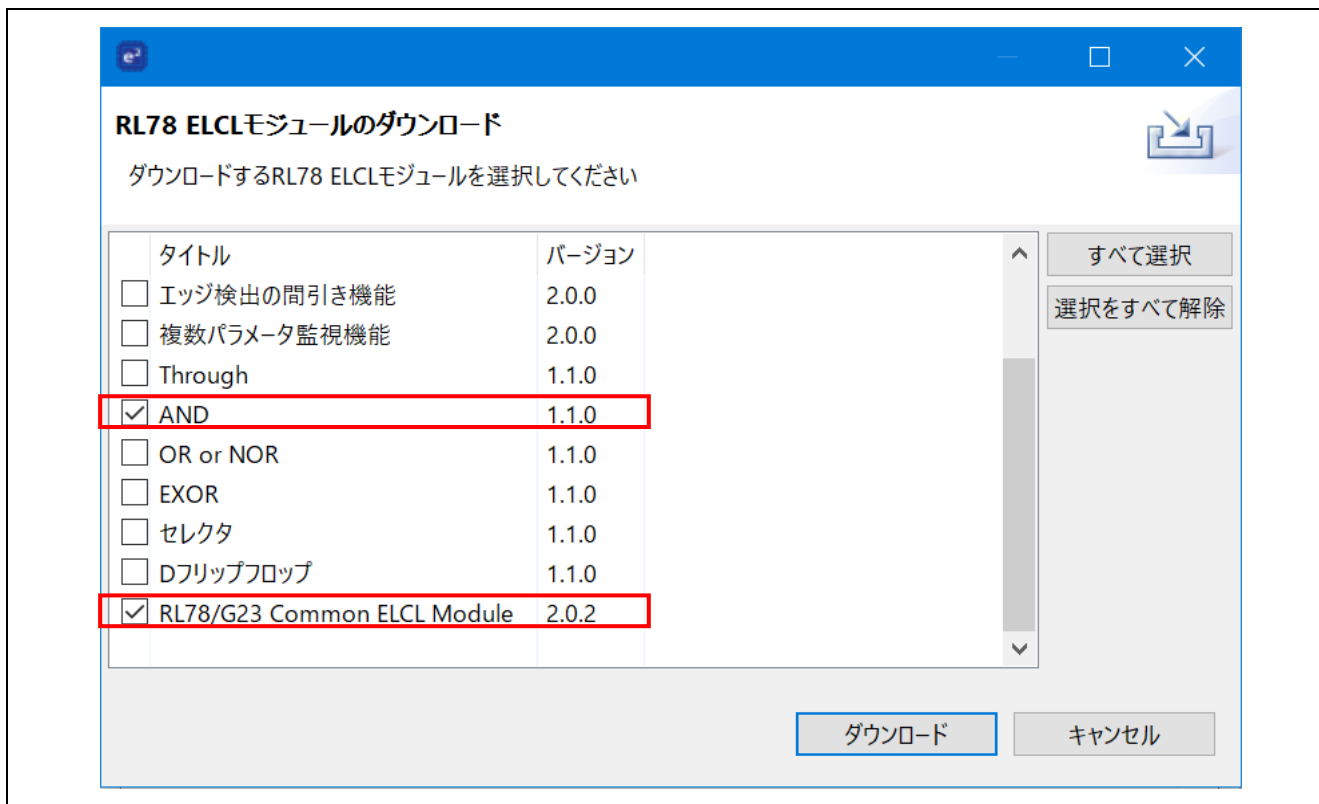 e²
RL78 ELCLモジュールのダウンロード
ダウンロードするRL78 ELCLモジュールを選択してください
タイトル バージョン
すべて選択
エッジ検出の間引き機能 2.0.0
選択をすべて解除
複数パラメータ監視機能 2.0.0
Through 1.1.0
AND 1.1.0
OR or NOR 1.1.0
EXOR 1.1.0
セレクタ 1.1.0
Dフリップフロップ 1.1.0
RL78/G23 Common ELCL Module 2.0.2
ダウンロード キャンセル